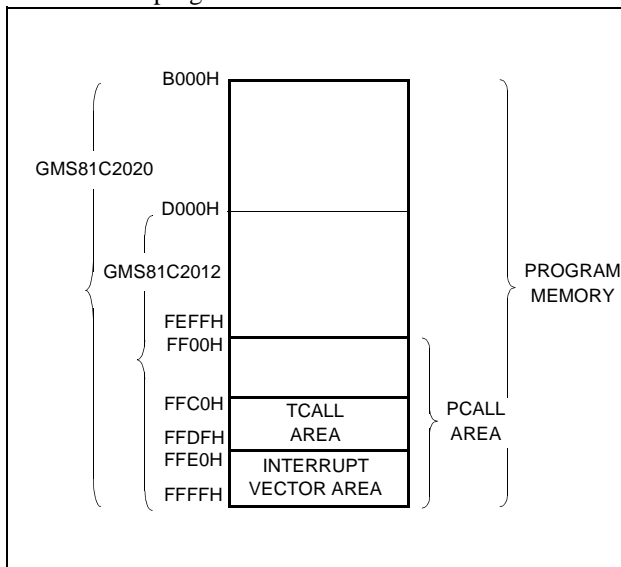 B000H
GMS81C2020
D000H
GMS81C2012
PROGRAM
MEMORY
FEFFH
FF00H
FFC0H
TCALL
AREA
PCALL
AREA
FFDFH
FFE0H
INTERRUPT
VECTOR AREA
FFFFH